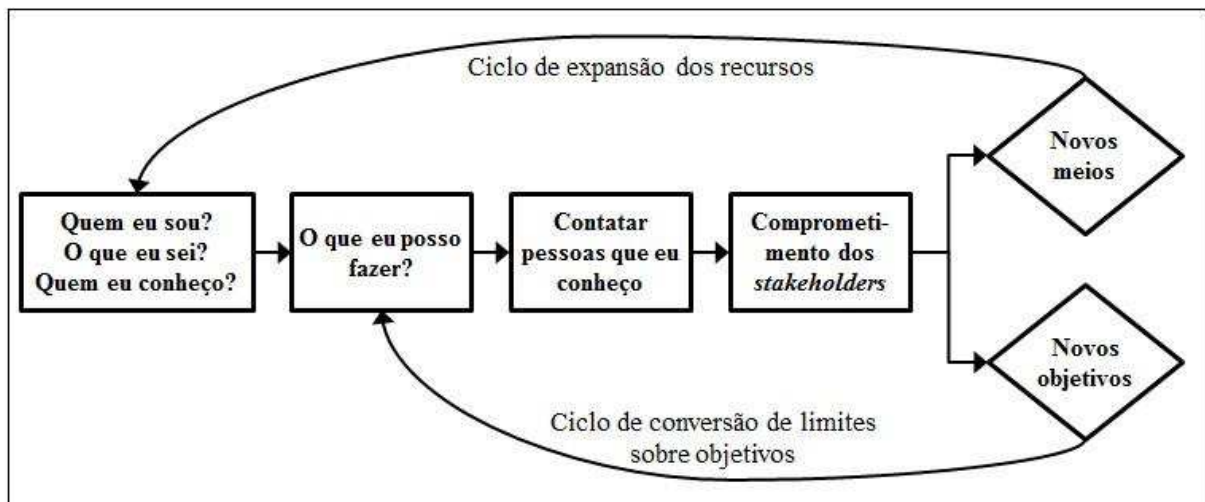 Ciclo de expansão dos recursos
Novos
meios
Quem eu sou?
O que eu sei?
Quem eu conheço?
O que eu posso
fazer?
Contatar
pessoas que eu
conheço
Comprometi-
mento dos
stakeholders
Novos
objetivos
Ciclo de conversão de limites
sobre objetivos